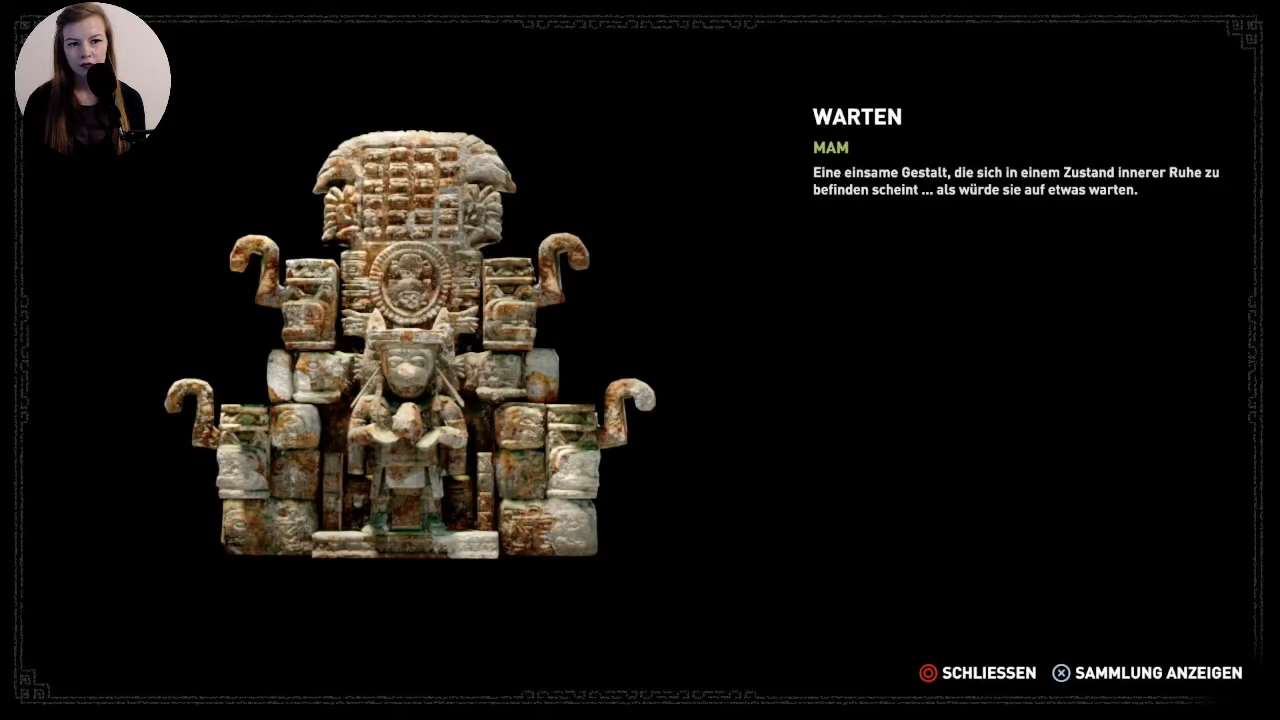 WARTEN
MAM
Eine einsame Gestalt, die sich in einem Zustand innerer Ruhe zu
befinden scheint ... als würde sie auf etwas warten.
SCHLIESSEN SAMMLUNG ANZEIGEN